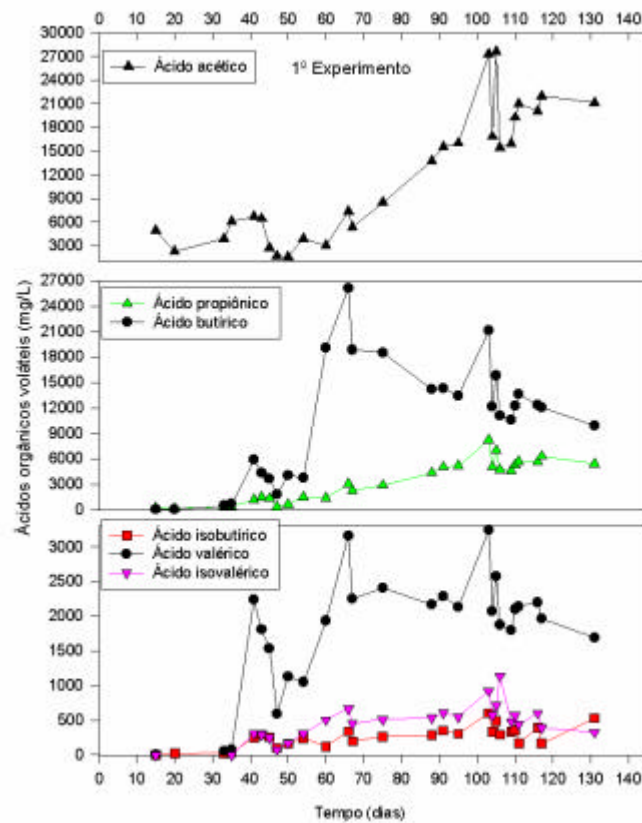 0 10 20 30 40 50 60 70 80 90 100 110 120 130 140
30000
27000
24000
21000
18000
15000
12000
9000
6000
3000
Ácido acético
1º Experimento
27000
24000
21000
18000
15000
12000
9000
6000
3000
0
Ácido propiônico
Ácido butírico
Ácidos orgânicos voláteis (mg/L)
3000
2500
2000
1500
1000
500
0
Ácido isobutírico
Ácido valérico
Ácido isovalérico
0 10 20 30 40 50 60 70 80 90 100 110 120 130 140
Tempo (dias)